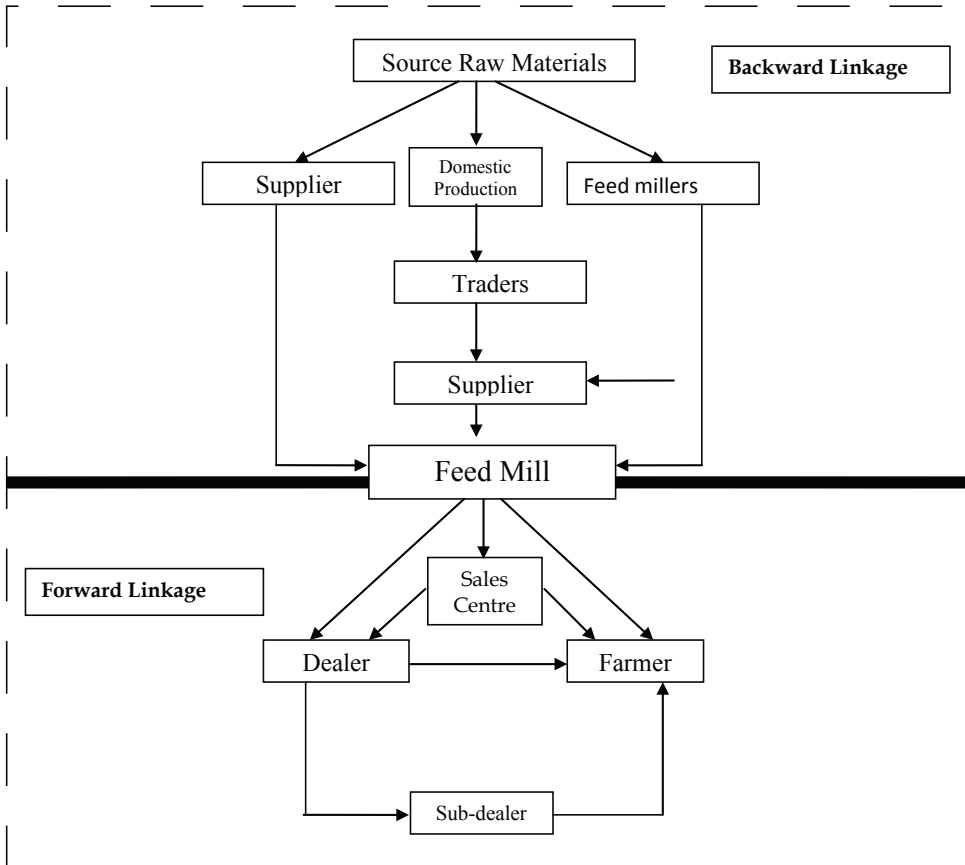 Source Raw Materials
Backward Linkage
Supplier
Domestic
Production
Feed millers
Traders
Supplier
Feed Mill
Forward Linkage
Sales
Centre
Dealer
Farmer
Sub-dealer